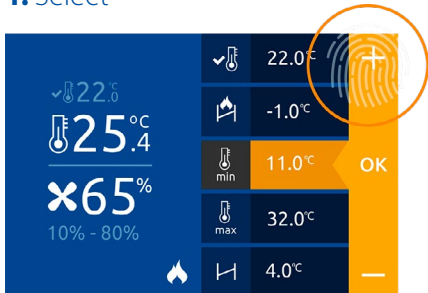 1. Select
22.6
25.4°C
65%
10% - 80%
22.0°C
-1.0°C
min 11.0°C
max 32.0°C
4.0°C
+
OK
–